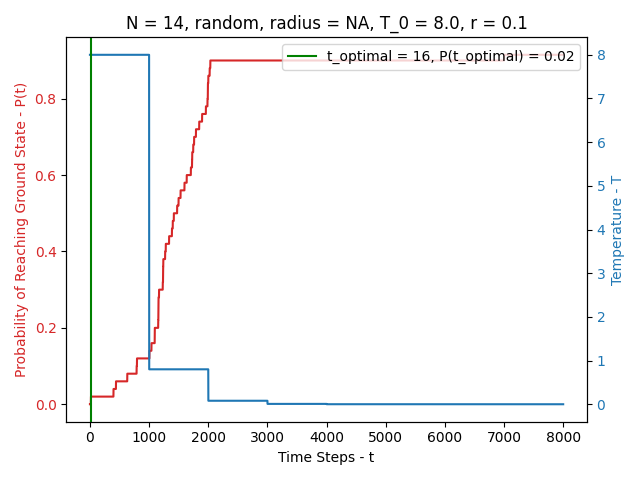 N = 14, random, radius = NA, T_0 = 8.0, r = 0.1
t_optimal = 16, P(t_optimal) = 0.02
Probability of Reaching Ground State - P(t)
0.8
0.6
0.4
0.2
0.0
8
7
6
5
4
3
2
1
0
Temperature - T
0 1000 2000 3000 4000 5000 6000 7000 8000
Time Steps - t